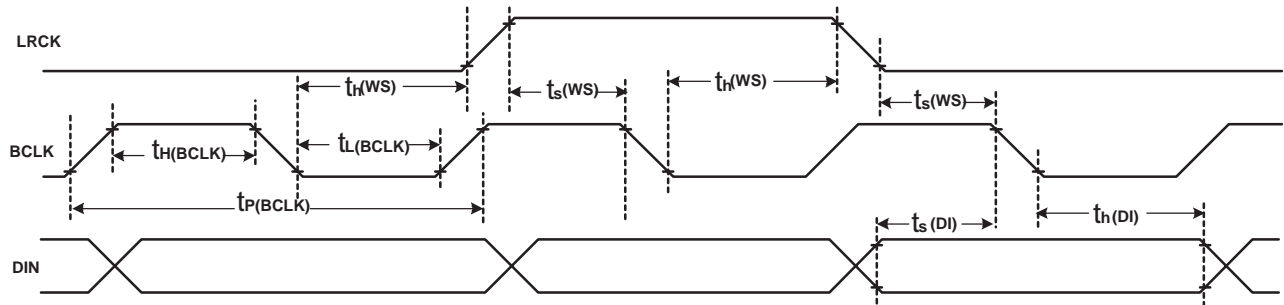 LRCK
th(WS)
ts(WS)
th(WS)
ts(WS)
BCLK
tH(BCLK)
tL(BCLK)
tP(BCLK)
ts(DI)
th(DI)
DIN